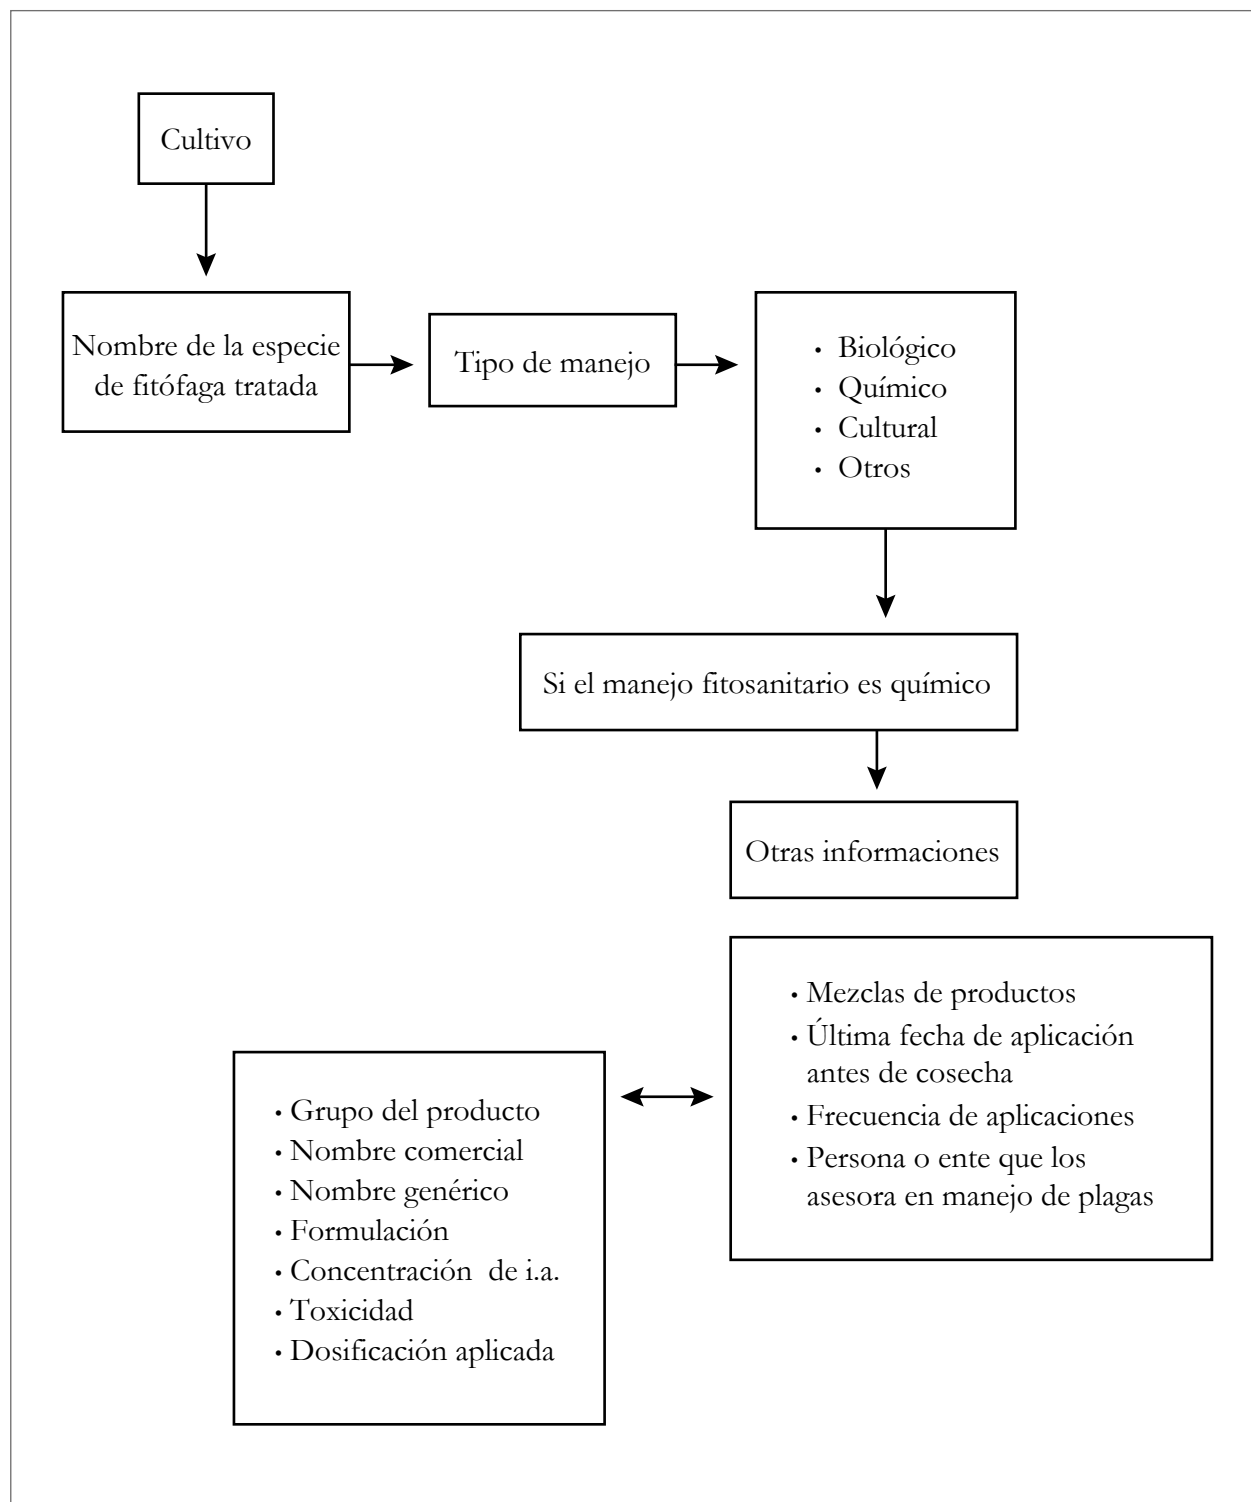 Cultivo
Nombre de la especie
de fitófaga tratada
Tipo de manejo
• Biológico
• Químico
• Cultural
• Otros
Si el manejo fitosanitario es químico
Otras informaciones
• Mezclas de productos
• Última fecha de aplicación
antes de cosecha
• Frecuencia de aplicaciones
• Persona o ente que los
asesora en manejo de plagas
• Grupo del producto
• Nombre comercial
• Nombre genérico
• Formulación
• Concentración de i.a.
• Toxicidad
• Dosificación aplicada